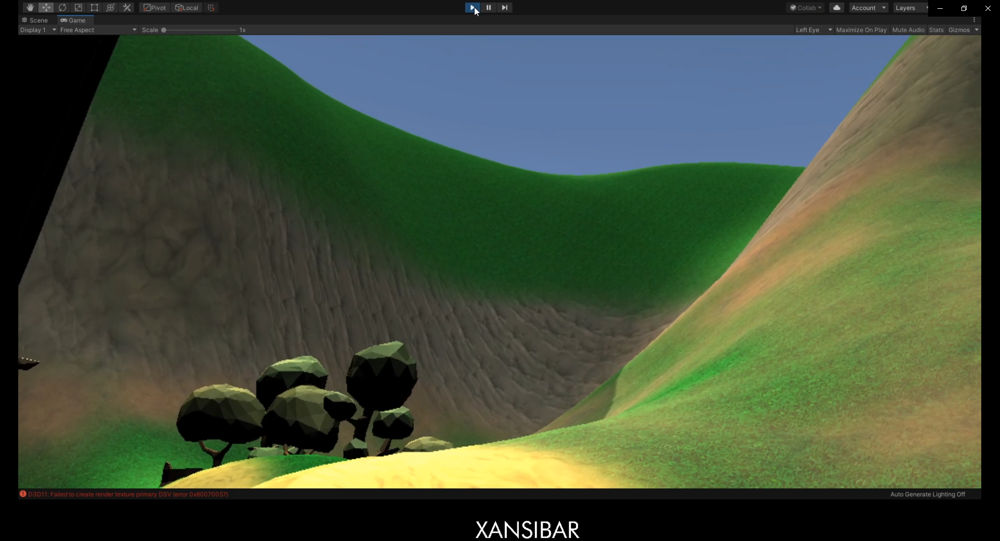 Pivot Local Collab Account Layers
Scene Game
Display 1 Free Aspect Scale 1x Left Eye Maximize On Play Mute Audio Stats Gizmos
D3D11: Failed to create render texture primary DSV (error 0x80070057) Auto Generate Lighting Off
XANSIBAR